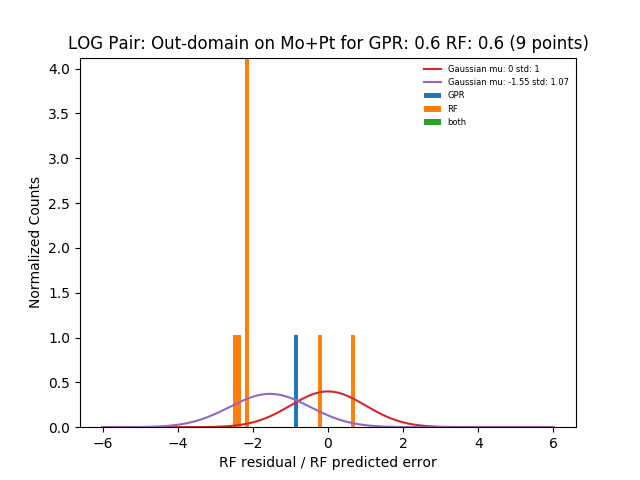 LOG Pair: Out-domain on Mo+Pt for GPR: 0.6 RF: 0.6 (9 points)
Gaussian mu: 0 std: 1
Gaussian mu: -1.55 std: 1.07
GPR
RF
both
Normalized Counts
4.0
3.5
3.0
2.5
2.0
1.5
1.0
0.5
0.0
−6 −4 −2 0 2 4 6
RF residual / RF predicted error